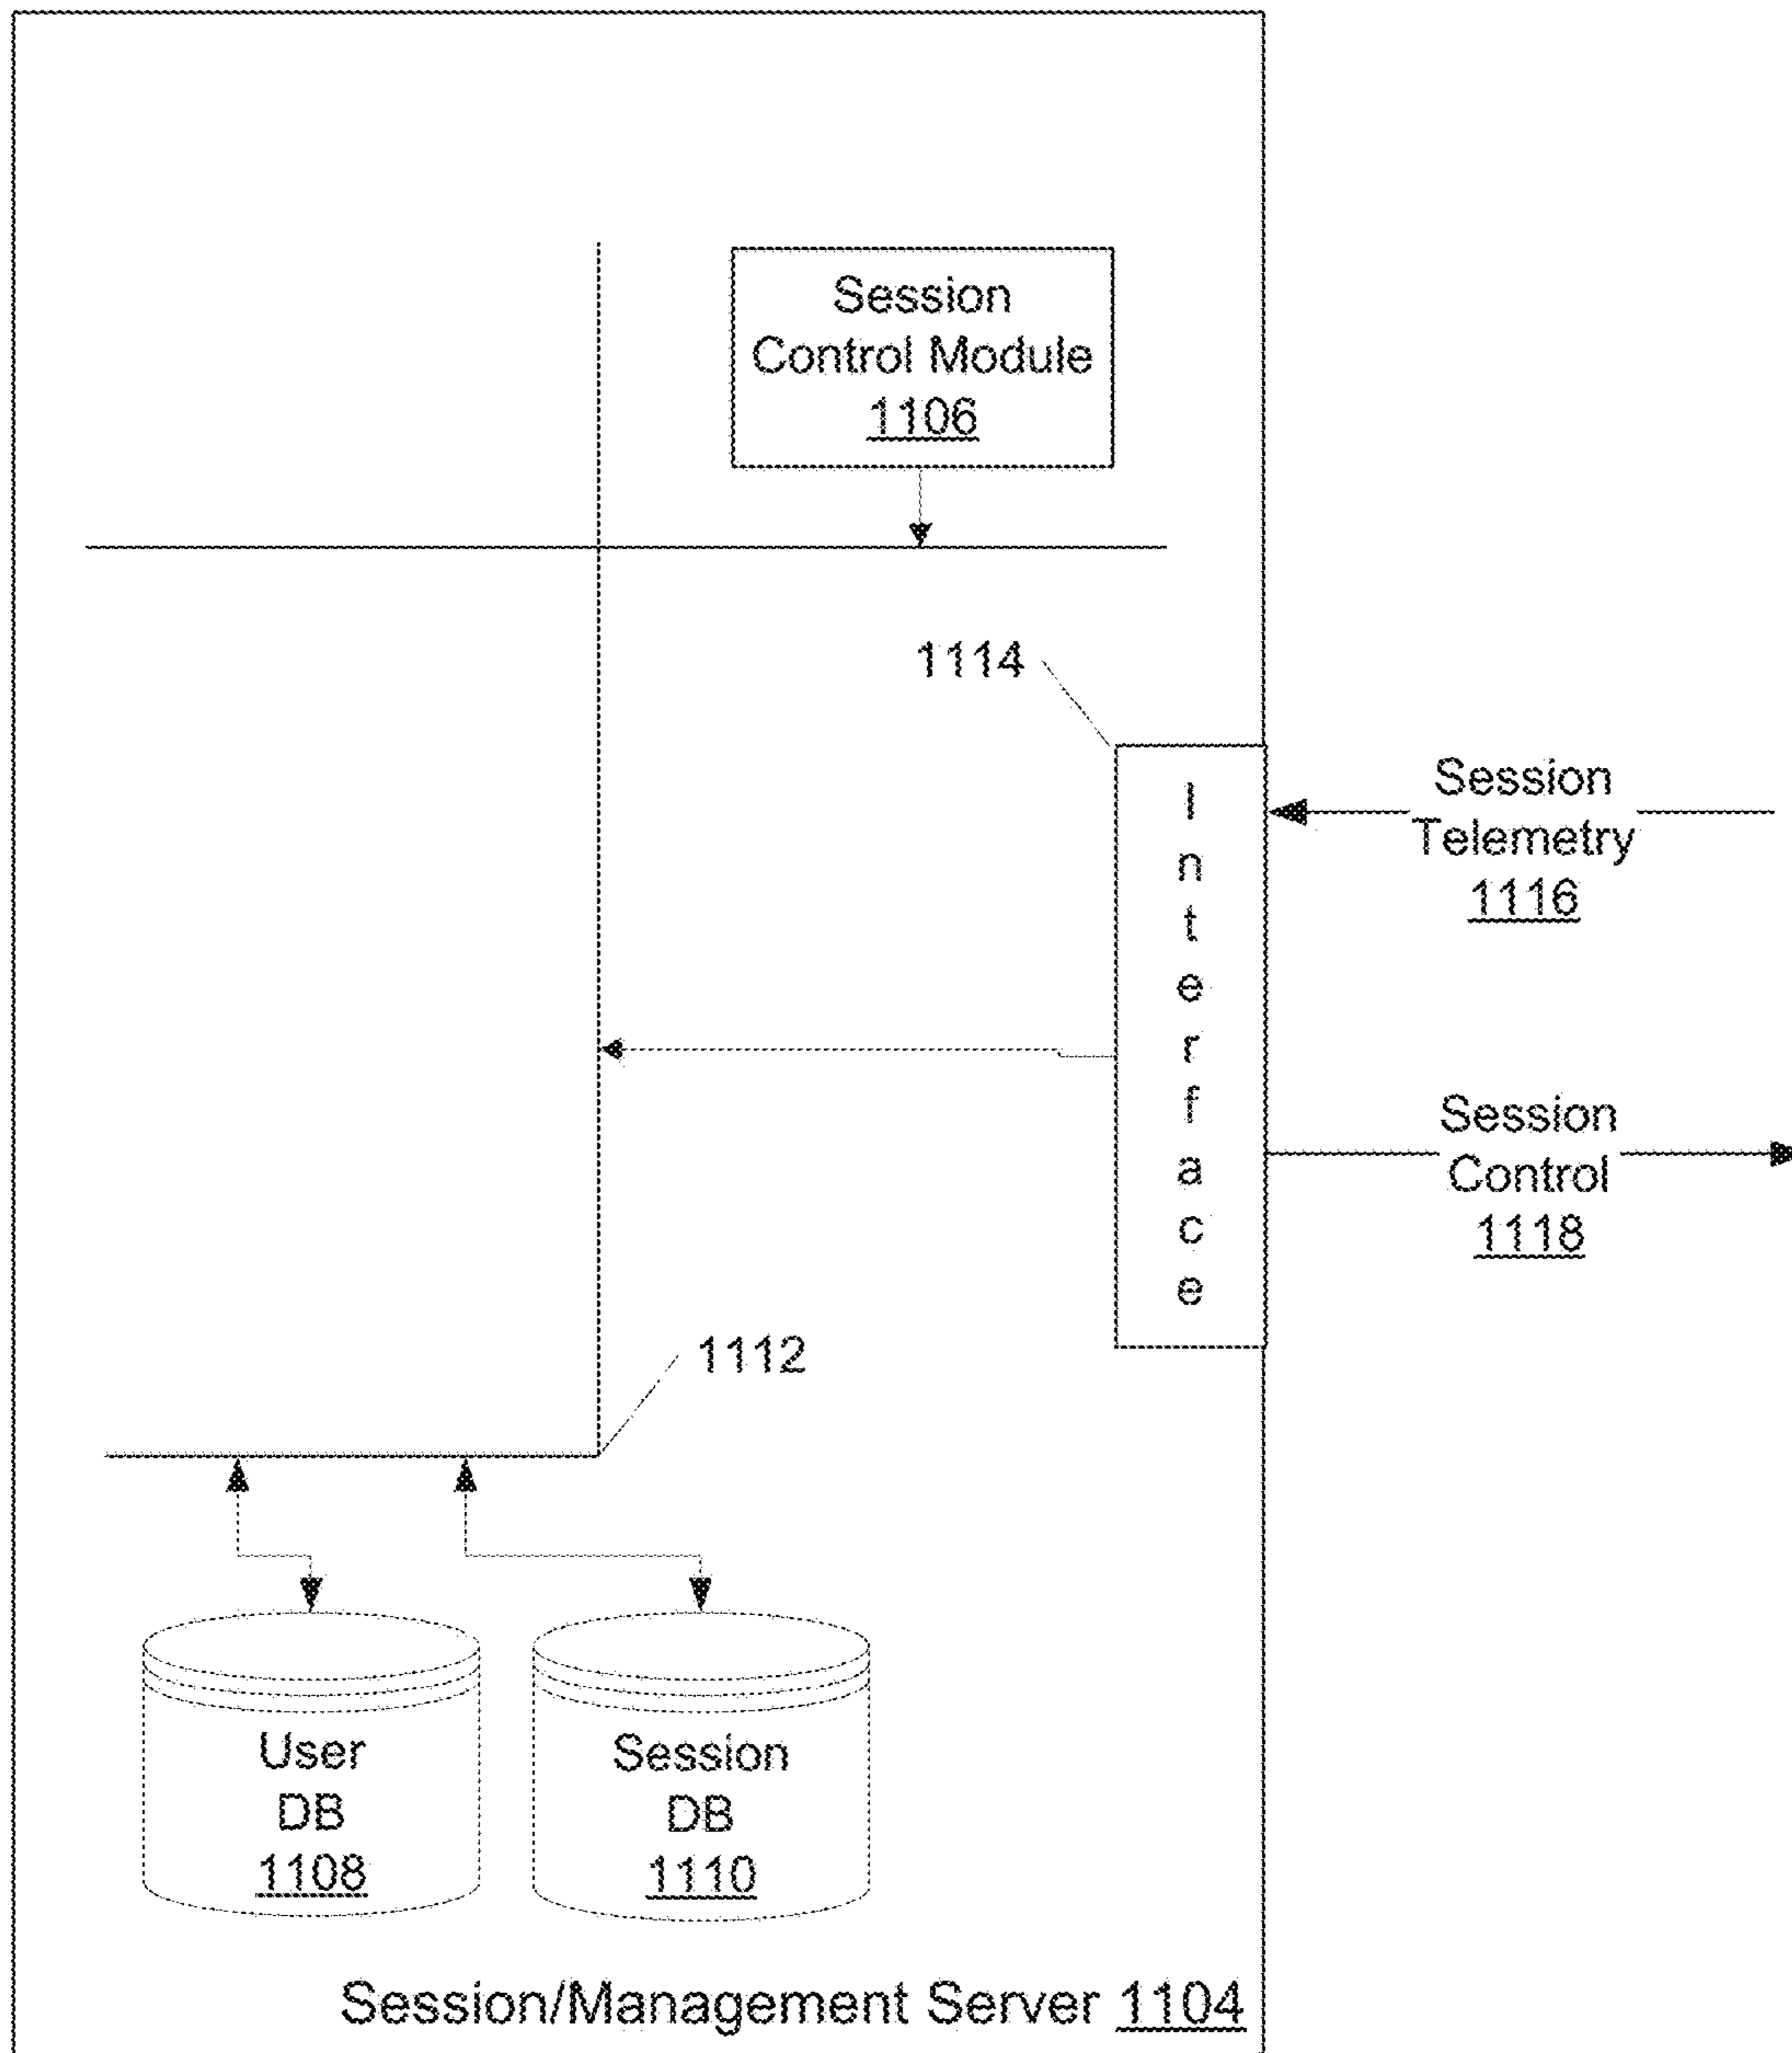 Session
Control Module
1106
1114
Interface
Session
Telemetry
1116
Session
Control
1118
1112
User
DB
1108
Session
DB
1110
Session/Management Server 1104